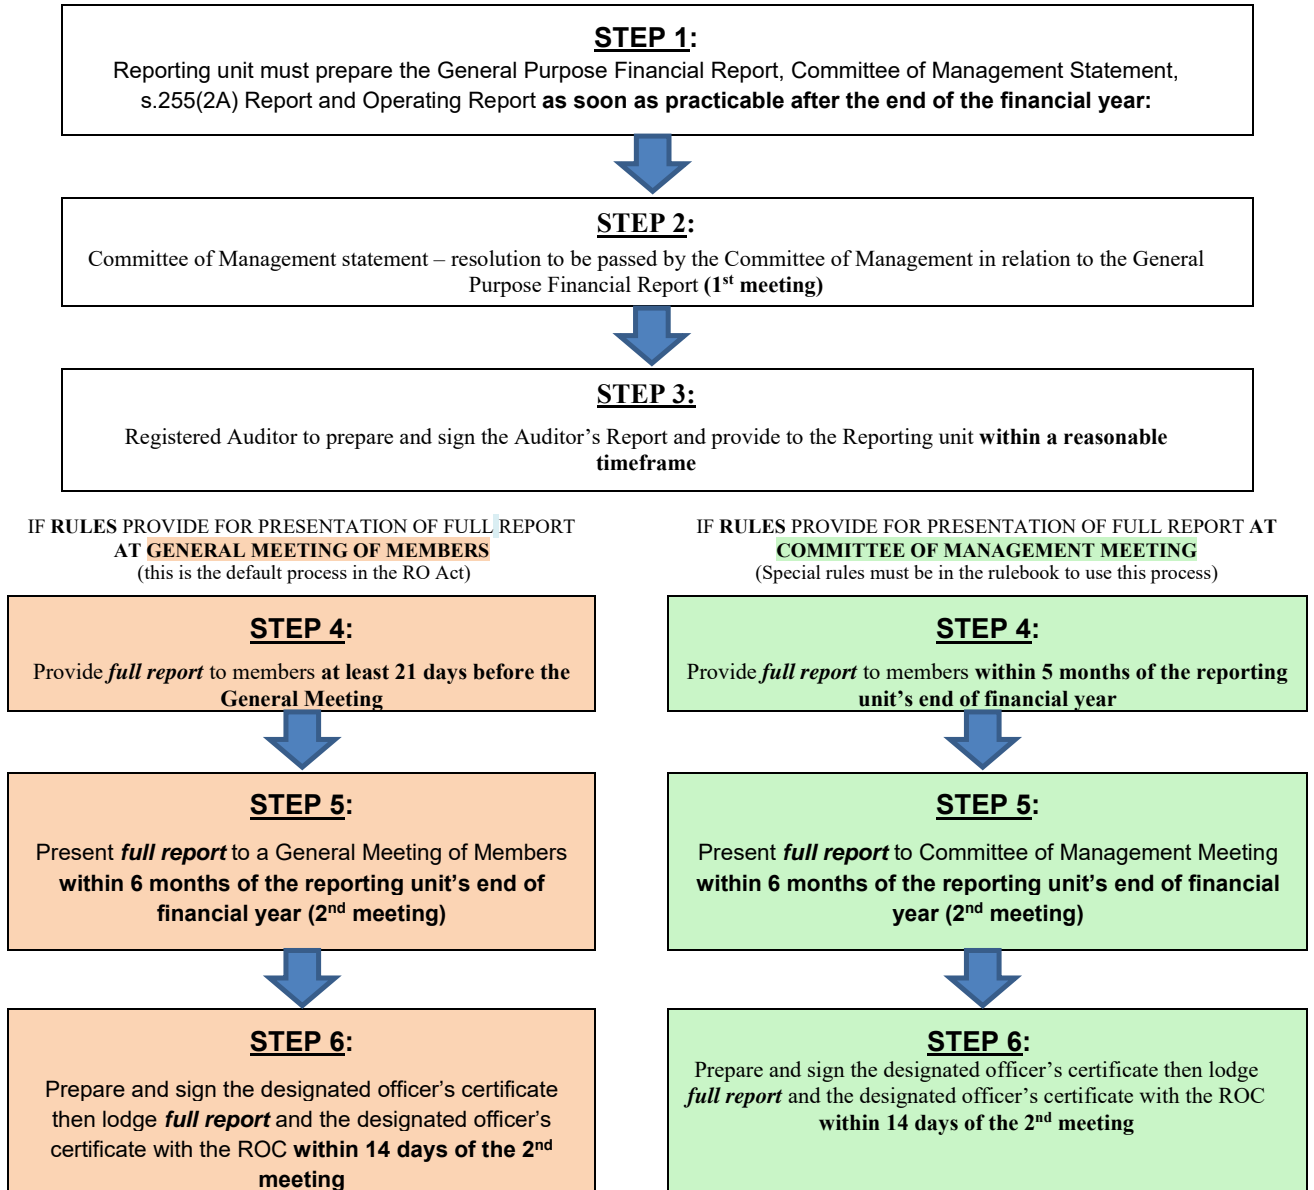 STEP 1:
Reporting unit must prepare the General Purpose Financial Report, Committee of Management Statement,
s.255(2A) Report and Operating Report as soon as practicable after the end of the financial year:
STEP 2:
Committee of Management statement – resolution to be passed by the Committee of Management in relation to the General
Purpose Financial Report (1st meeting)
STEP 3:
Registered Auditor to prepare and sign the Auditor's Report and provide to the Reporting unit within a reasonable
timeframe
IF RULES PROVIDE FOR PRESENTATION OF FULL REPORT
AT GENERAL MEETING OF MEMBERS
(this is the default process in the RO Act)
STEP 4:
Provide full report to members at least 21 days before the
General Meeting
STEP 5:
Present full report to a General Meeting of Members
within 6 months of the reporting unit's end of
financial year (2nd meeting)
STEP 6:
Prepare and sign the designated officer's certificate
then lodge full report and the designated officer's
certificate with the ROC within 14 days of the 2nd
meeting
IF RULES PROVIDE FOR PRESENTATION OF FULL REPORT AT
COMMITTEE OF MANAGEMENT MEETING
(Special rules must be in the rulebook to use this process)
STEP 4:
Provide full report to members within 5 months of the reporting
unit's end of financial year
STEP 5:
Present full report to Committee of Management Meeting
within 6 months of the reporting unit's end of financial
year (2nd meeting)
STEP 6:
Prepare and sign the designated officer's certificate then lodge
full report and the designated officer's certificate with the ROC
within 14 days of the 2nd meeting